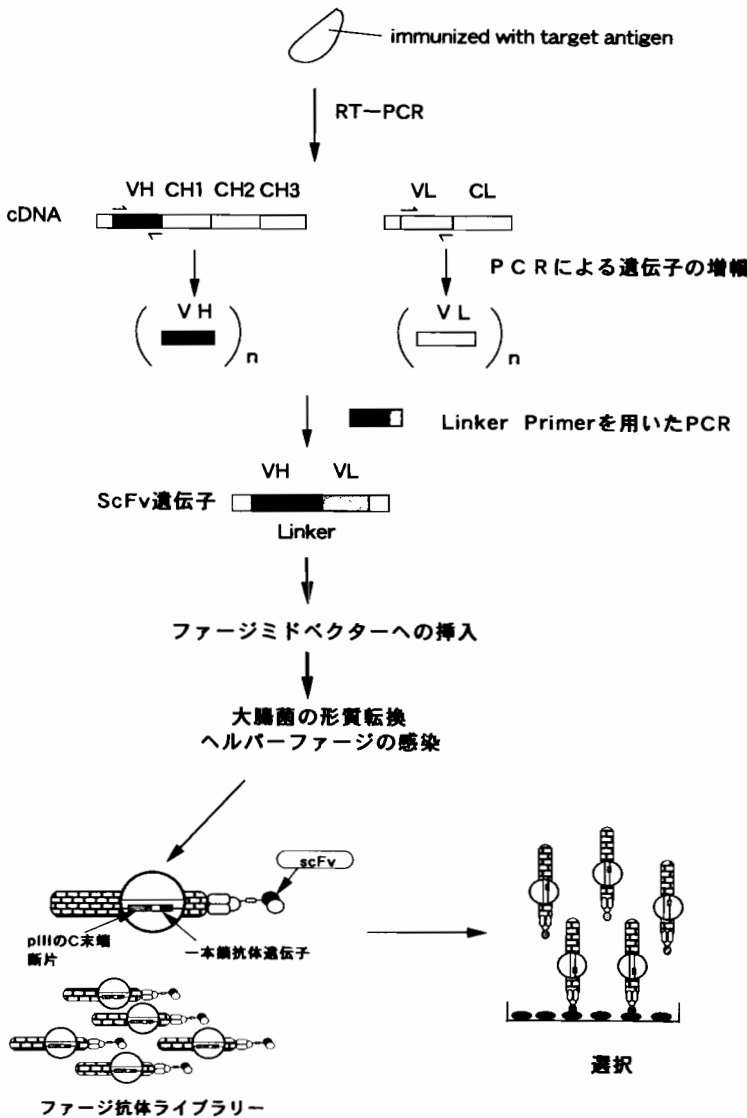 immunized with target antigen
RT−PCR
VH CH1 CH2 CH3
VL CL
cDNA
PCRによる遺伝子の増幅
VH
n
VL
n
Linker Primerを用いたPCR
VH VL
ScFv遺伝子
Linker
ファージミドベクターへの挿入
大腸菌の形質転換
ヘルパーファージの感染
scFv
pIIIのC末端
断片
一本鎖抗体遺伝子
選択
ファージ抗体ライブラリー